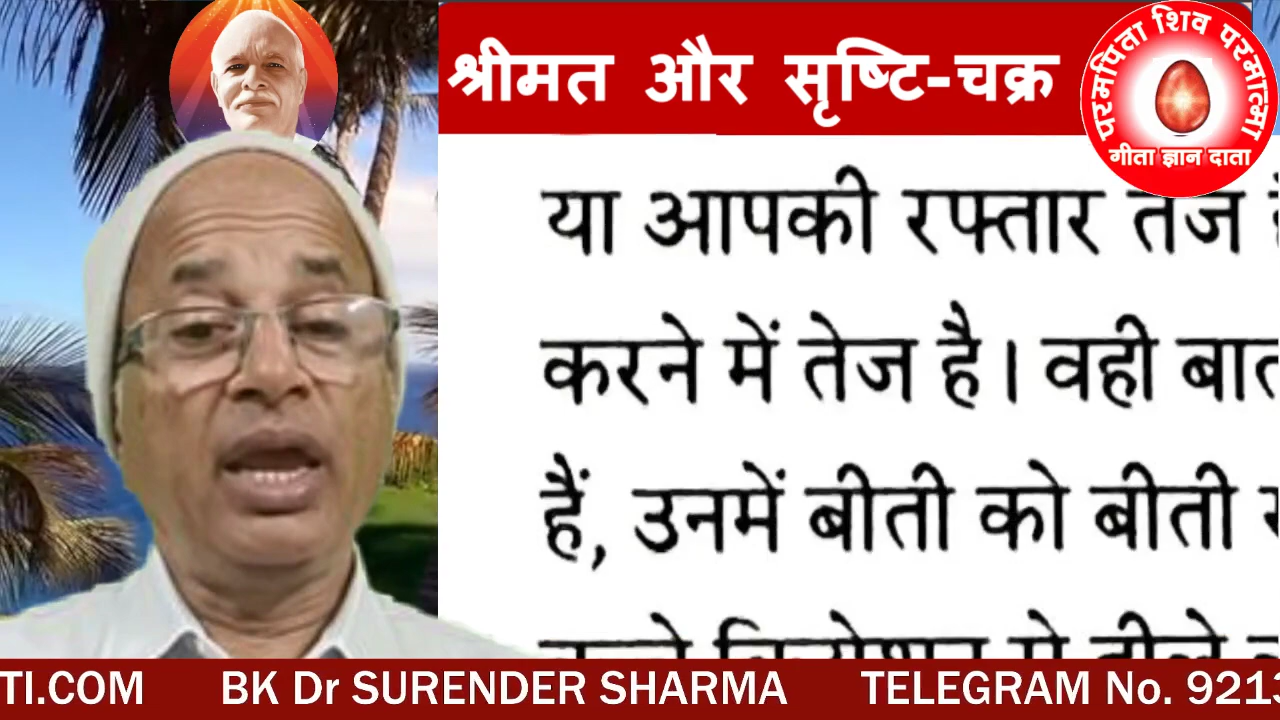 श्रीमत और सृष्टि-चक्र
परमपिता शिव परमात्मा
गीता ज्ञान दाता
या आपकी रफ्तार तेज
करने में तेज है। वही बात
हैं, उनमें बीती को बीती
TI.COM BK Dr SURENDER SHARMA TELEGRAM No. 9213